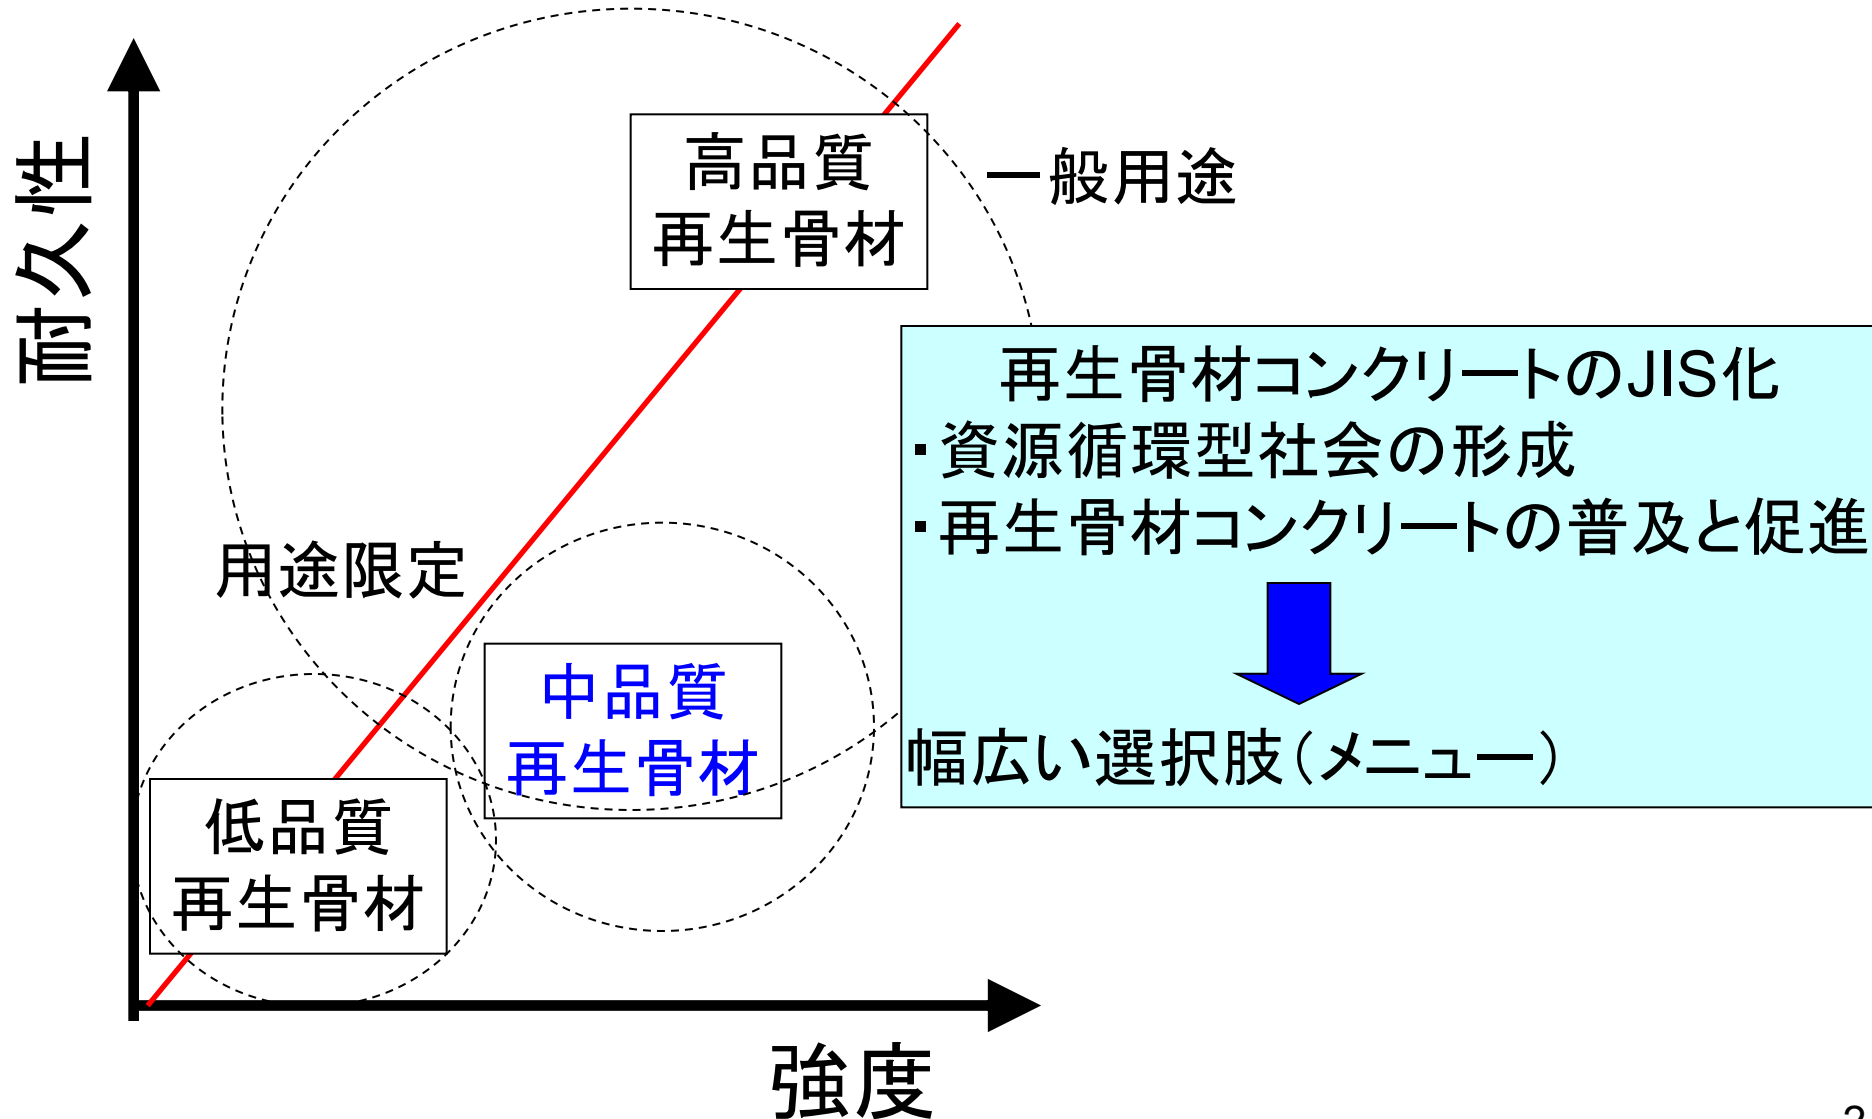 耐久性
高品質
再生骨材
一般用途
再生骨材コンクリートのJIS化
・資源循環型社会の形成
・再生骨材コンクリートの普及と促進
幅広い選択肢（メニュー）
用途限定
中品質
再生骨材
低品質
再生骨材
強度